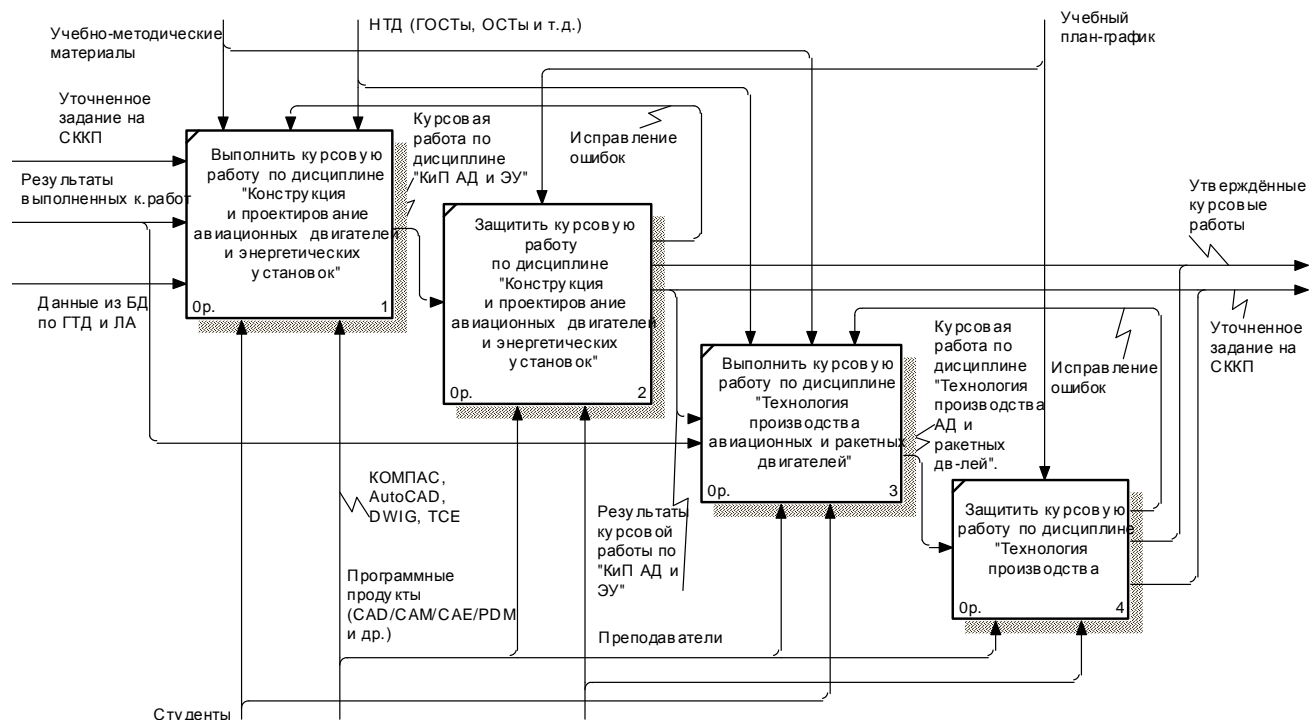 Учебно-методические
материалы
НТД (ГОСТы, ОСТы и т.д.)
Учебный
план-график
Уточненное
задание на
СККП
Результаты
выполненных к.работ
Данные из БД
по ГТД и ЛА
Выполнить курсовую
работу по дисциплине
"Конструкция
и проектирование
авиационных двигателей
и энергетических
установок"
0р. 1
Курсовая
работа по
дисциплине
"КиП АД и ЭУ"
Исправление
ошибок
Защитить курсовую
работу
по дисциплине
"Конструкция
и проектирование
авиационных двигателей
и энергетических
установок"
0р. 2
Утверждённые
курсовые
работы
Уточненное
задание на
СККП
Выполнить курсовую
работу по дисциплине
"Технология
производства
авиационных и ракетных
двигателей"
0р. 3
Курсовая
работа по
дисциплине
"Технология
производства
АД и
ракетных
дв-лей".
Исправление
ошибок
Защитить курсовую
работу по дисциплине
"Технология
производства
0р. 4
КОМПАС,
AutoCAD,
DWIG, TCE
Результаты
курсовой
работы по
"КиП АД и
ЭУ"
Программные
продукты
(CAD/CAM/CAE/PDM
и др.)
Преподаватели
Студенты